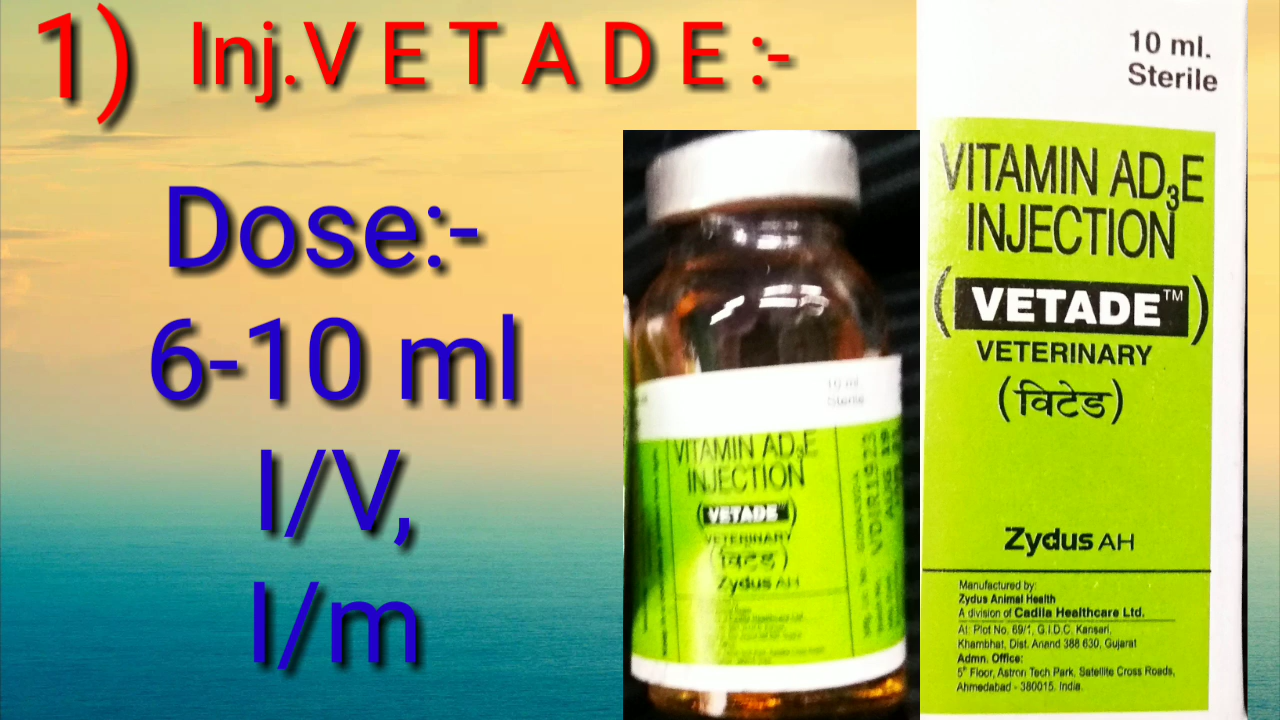 1) Inj.V E T A D E :-
Dose:-
6-10 ml
I/V,
I/m
10 ml.
Sterile
VITAMIN AD3E
INJECTION
(VETADE™)
VETERINARY
(विटेड)
Zydus AH
Manufactured by:
Zydus Animal Health
A division of Cadila Healthcare Ltd.
At: Plot No. 69/1, G.I.D.C. Kansari,
Khambhat, Dist. Anand 388 630, Gujarat
Admn. Office:
5th Floor, Astron Tech Park, Satellite Cross Roads,
Ahmedabad - 380015. India.
10 ml.
Sterile
VITAMIN AD3E
INJECTION
(VETADE™)
VETERINARY
(विटेड)
Zydus AH